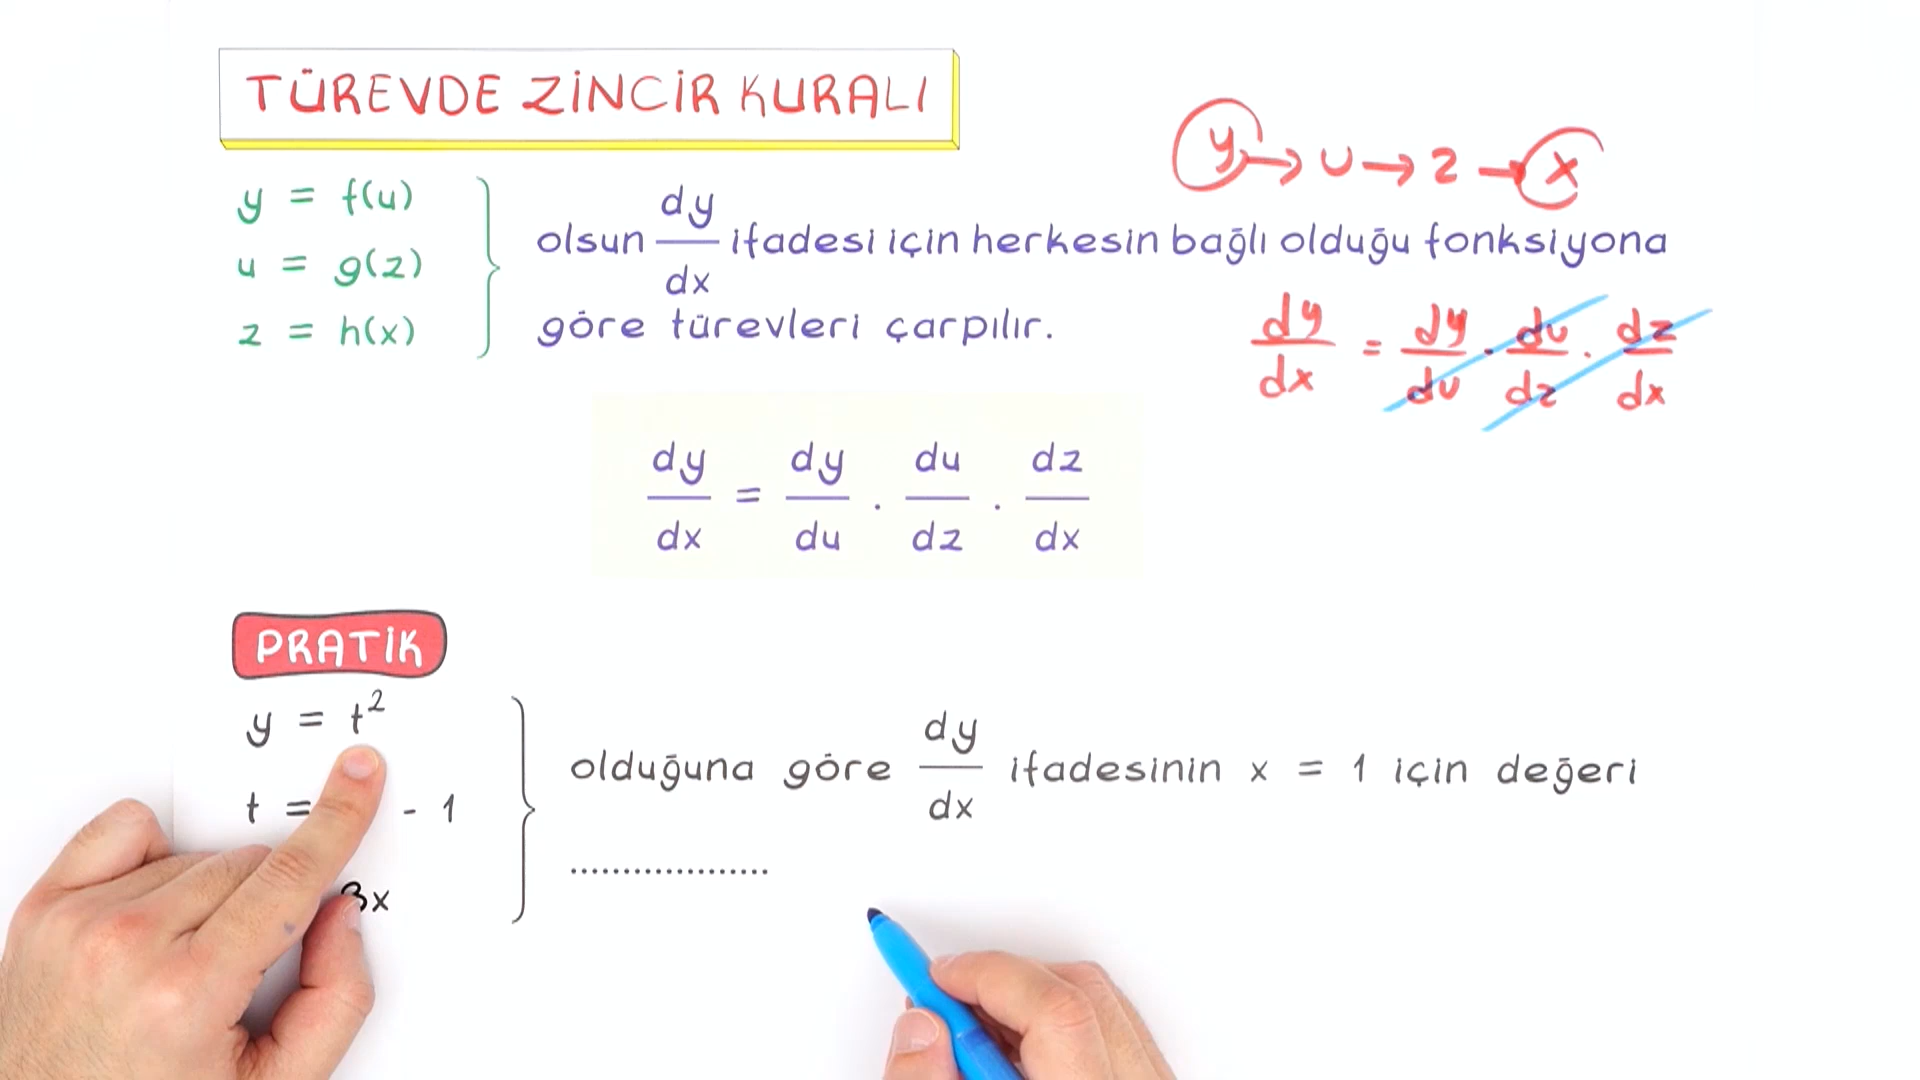 TÜREVDE ZİNCİR KURALI
y → u → z → x
y = f(u)
u = g(z)
z = h(x)
olsun dy/dx ifadesi için herkesin bağlı olduğu fonksiyona
göre türevleri çarpılır.
dy/dx = dy/du . du/dz . dz/dx
dy/dx = dy/du . du/dz . dz/dx
PRATİK
y = t²
t = - 1
3x
olduğuna göre dy/dx ifadesinin x = 1 için değeri
...................